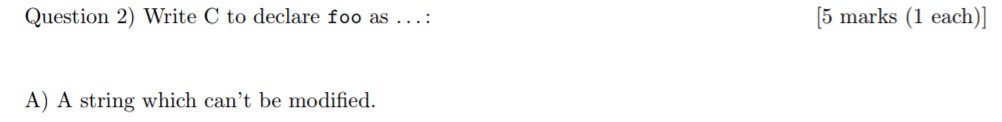 Question 2) Write C to declare foo as ...: [5 marks (1 each)]
A) A string which can't be modified.